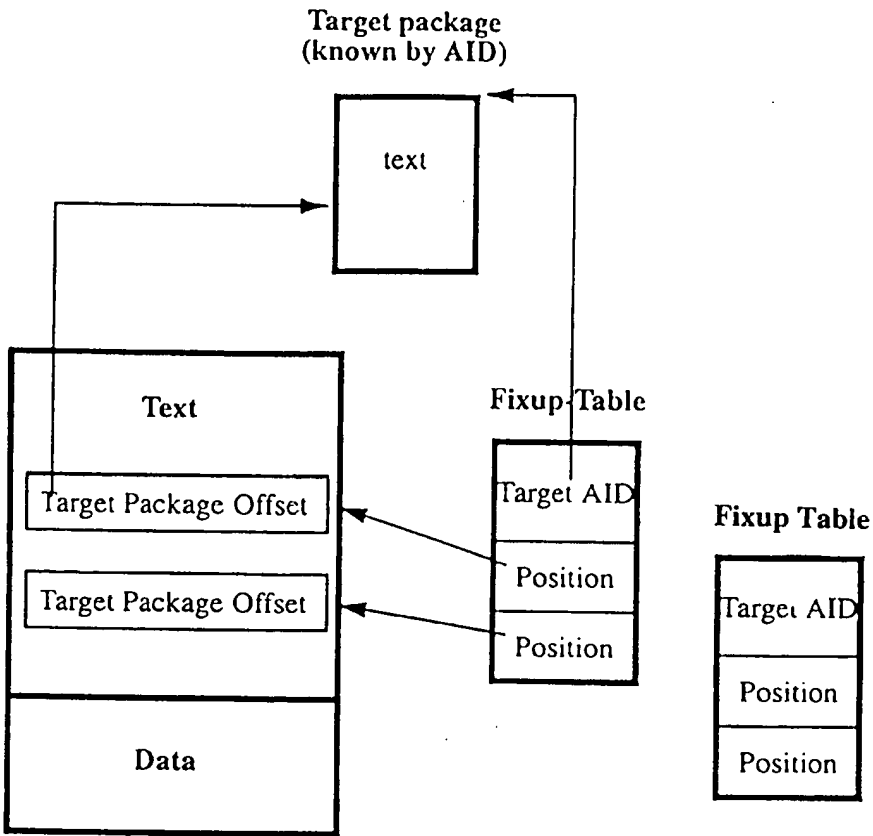 Target package
(known by AID)
text
Text
Target Package Offset
Target Package Offset
Data
Fixup Table
Target AID
Position
Position
Fixup Table
Target AID
Position
Position